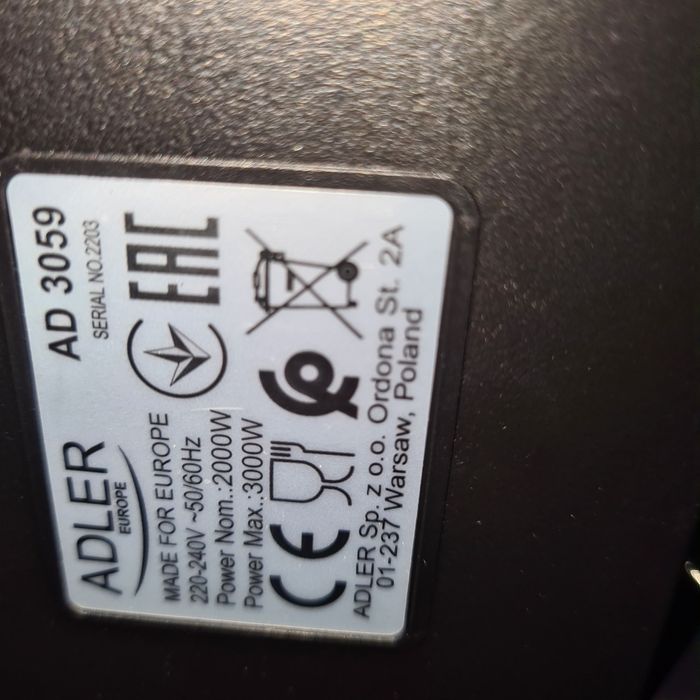 ADLER
EUROPE
AD 3059
SERIAL NO.2203
MADE FOR EUROPE
220-240V ~50/60Hz
Power Nom.:2000W
Power Max.:3000W
EAC
CE
ADLER Sp. z o.o. Ordona St. 2A
01-237 Warsaw, Poland